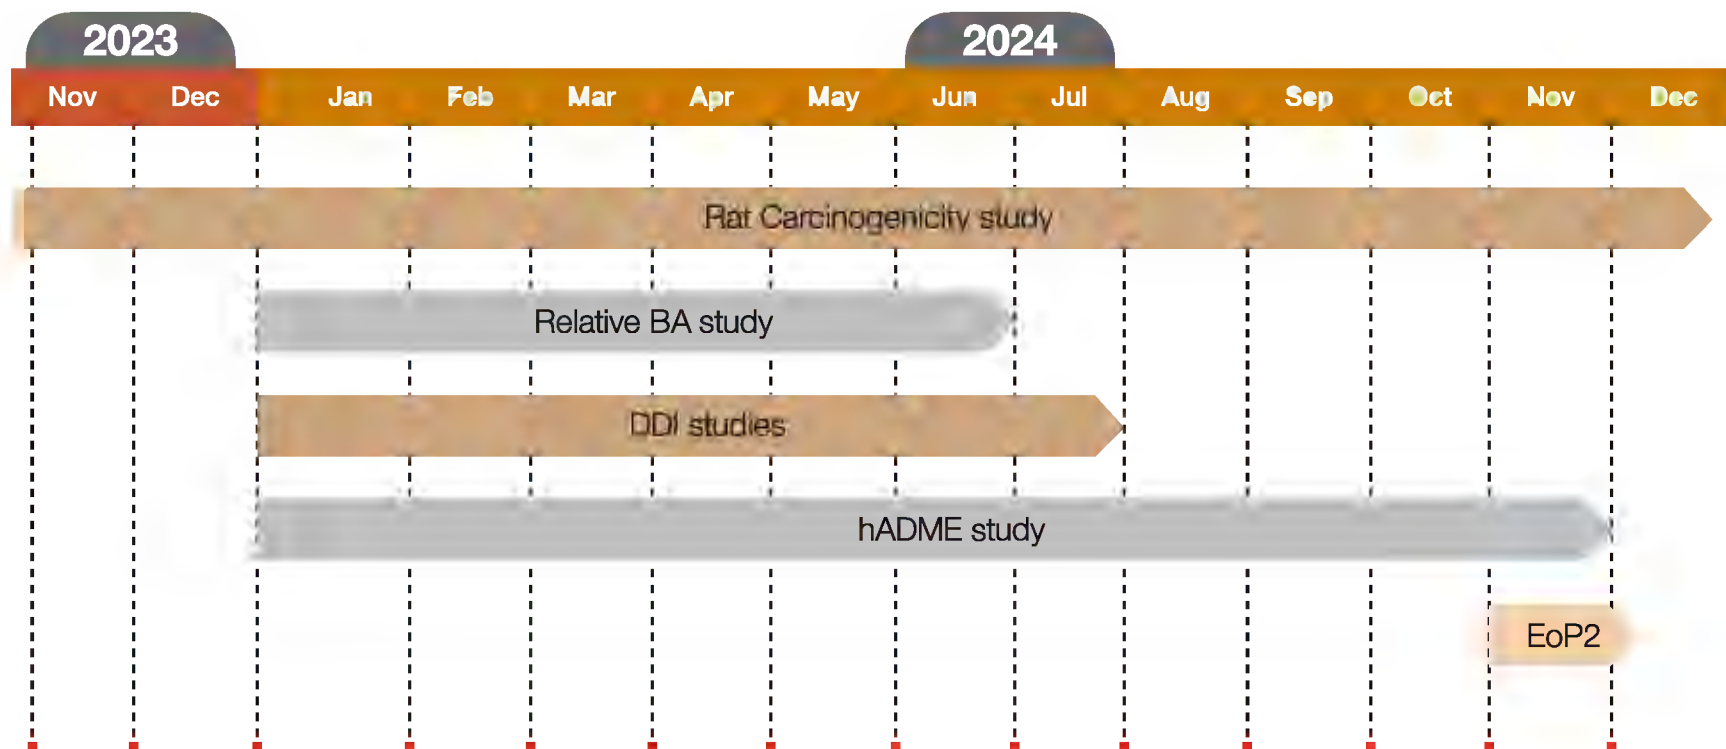 2023 2024
Nov Dec Jan Feb Mar Apr May Jun Jul Aug Sep Oct Nov Dec
Rat Carcinogenicity study
Relative BA study
DDI studies
hADME study
EoP2